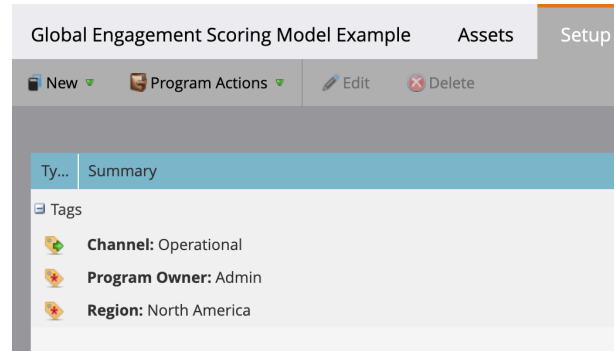 Global Engagement Scoring Model Example Assets Setup
New Program Actions Edit Delete
Ty... Summary
Tags
Channel: Operational
Program Owner: Admin
Region: North America